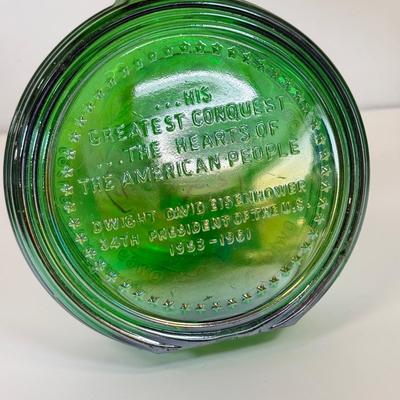 ...HIS
GREATEST CONQUEST
...THE HEARTS OF
THE AMERICAN PEOPLE
DWIGHT DAVID EISENHOWER
34TH PRESIDENT OF THE U.S.
1953-1961